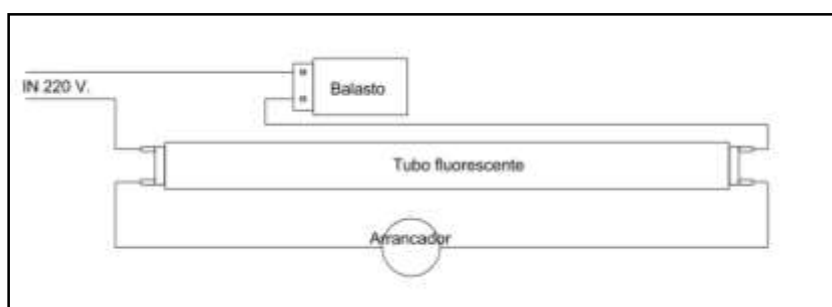 IN 220 V.
Balasto
Tubo fluorescente
Arrancador